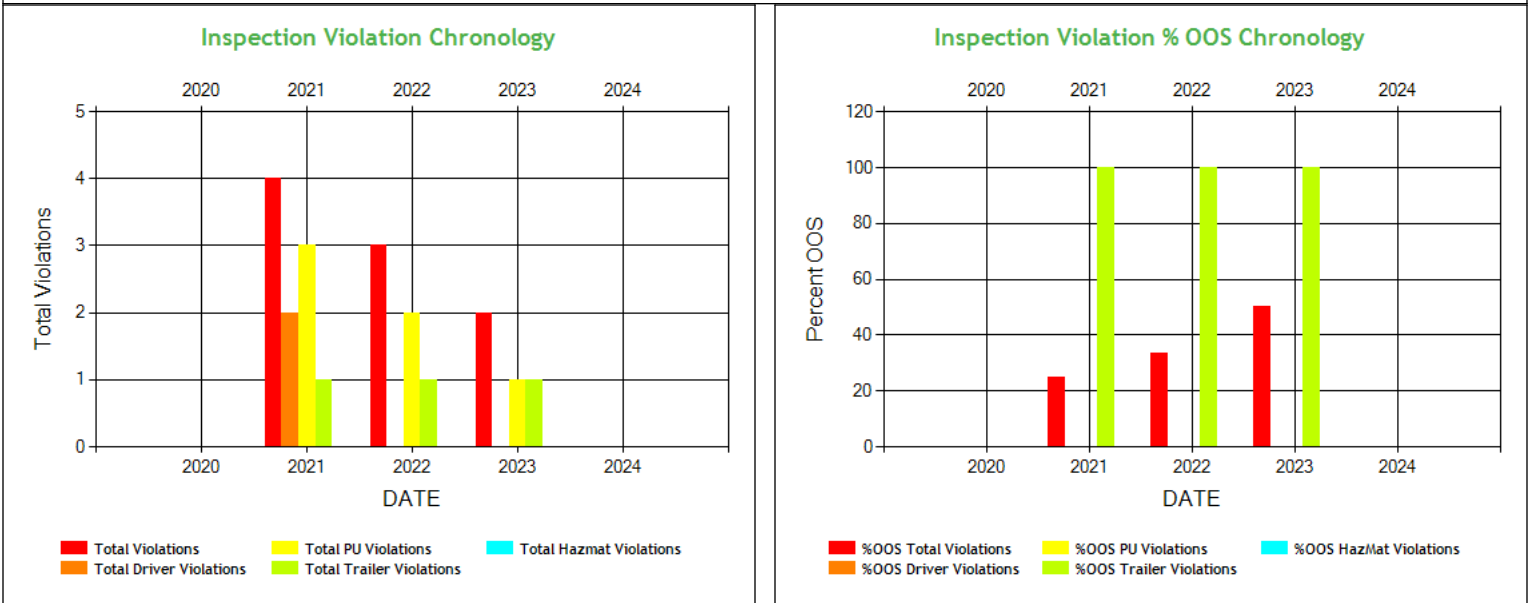 Inspection Violation Chronology
2020 2021 2022 2023 2024
5
4
3
2
1
0
Total Violations
2020 2021 2022 2023 2024
DATE
Total Violations Total PU Violations Total Hazmat Violations
Total Driver Violations Total Trailer Violations
Inspection Violation % OOS Chronology
2020 2021 2022 2023 2024
120
100
80
60
40
20
0
Percent OOS
2020 2021 2022 2023 2024
DATE
%OOS Total Violations %OOS PU Violations %OOS HazMat Violations
%OOS Driver Violations %OOS Trailer Violations